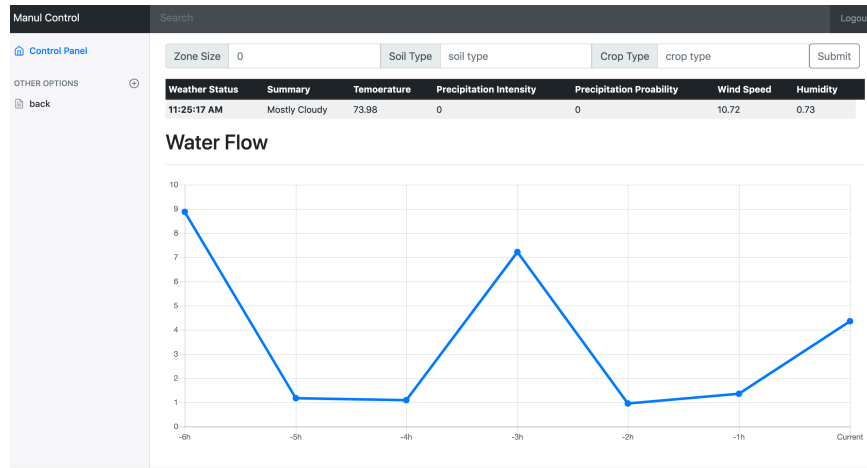 Manul Control Search Logou
Control Panel
OTHER OPTIONS
back
Zone Size 0 Soil Type soil type Crop Type crop type Submit
Weather Status Summary Temoerature Precipitation Intensity Precipitation Proability Wind Speed Humidity
11:25:17 AM Mostly Cloudy 73.98 0 0 10.72 0.73
Water Flow
10
9
8
7
6
5
4
3
2
1
0
-6h -5h -4h -3h -2h -1h Current